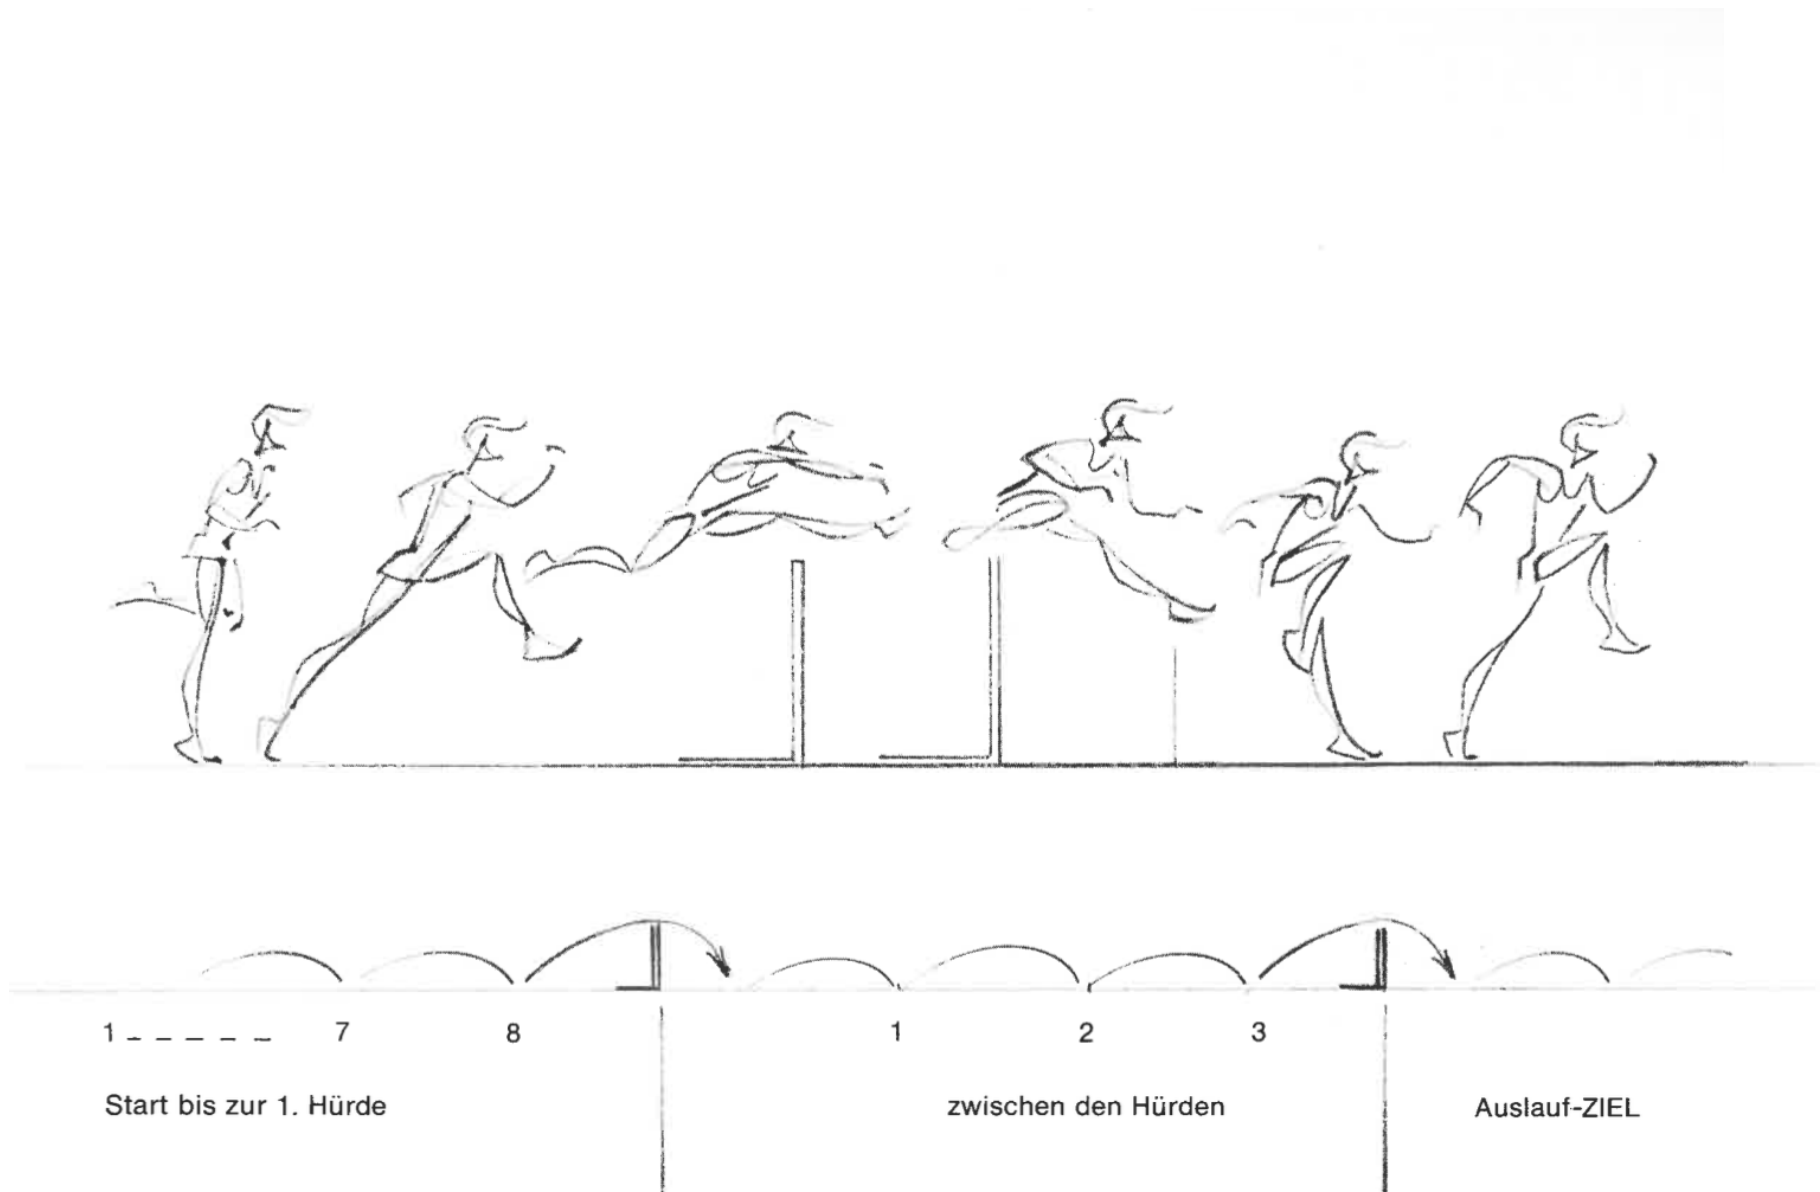 1 _ _ _ _ _ 7 8 1 2 3
Start bis zur 1. Hürde zwischen den Hürden Auslauf-ZIEL